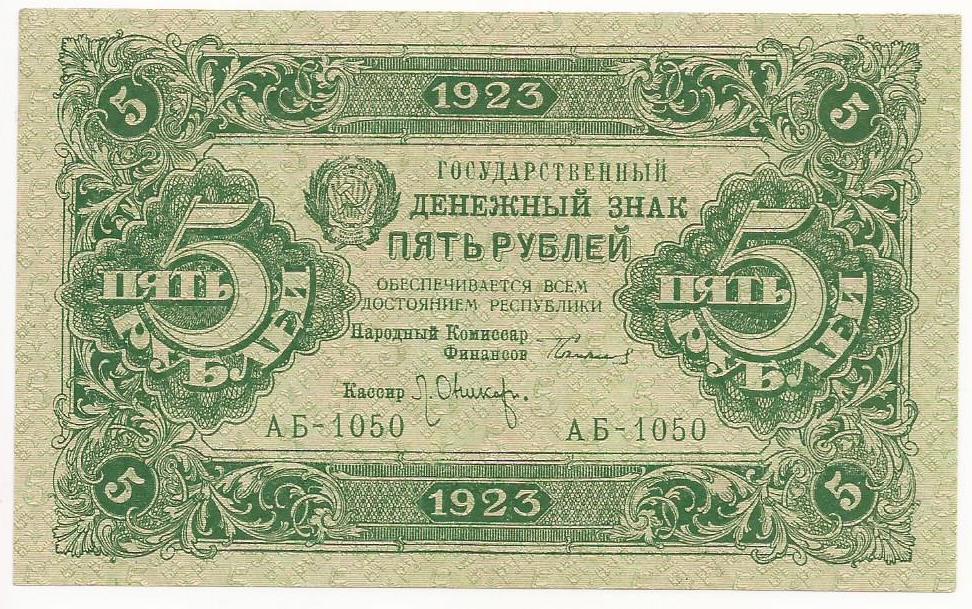 5 1923 5
ГОСУДАРСТВЕННЫЙ
ДЕНЕЖНЫЙ ЗНАК
ПЯТЬ РУБЛЕЙ
5 ПЯТЬ РУБЛЕЙ
5 ПЯТЬ РУБЛЕЙ
ОБЕСПЕЧИВАЕТСЯ ВСЕМ
ДОСТОЯНИЕМ РЕСПУБЛИКИ
Народный Комиссар
Финансов
Кассир
АБ-1050 АБ-1050
5 1923 5